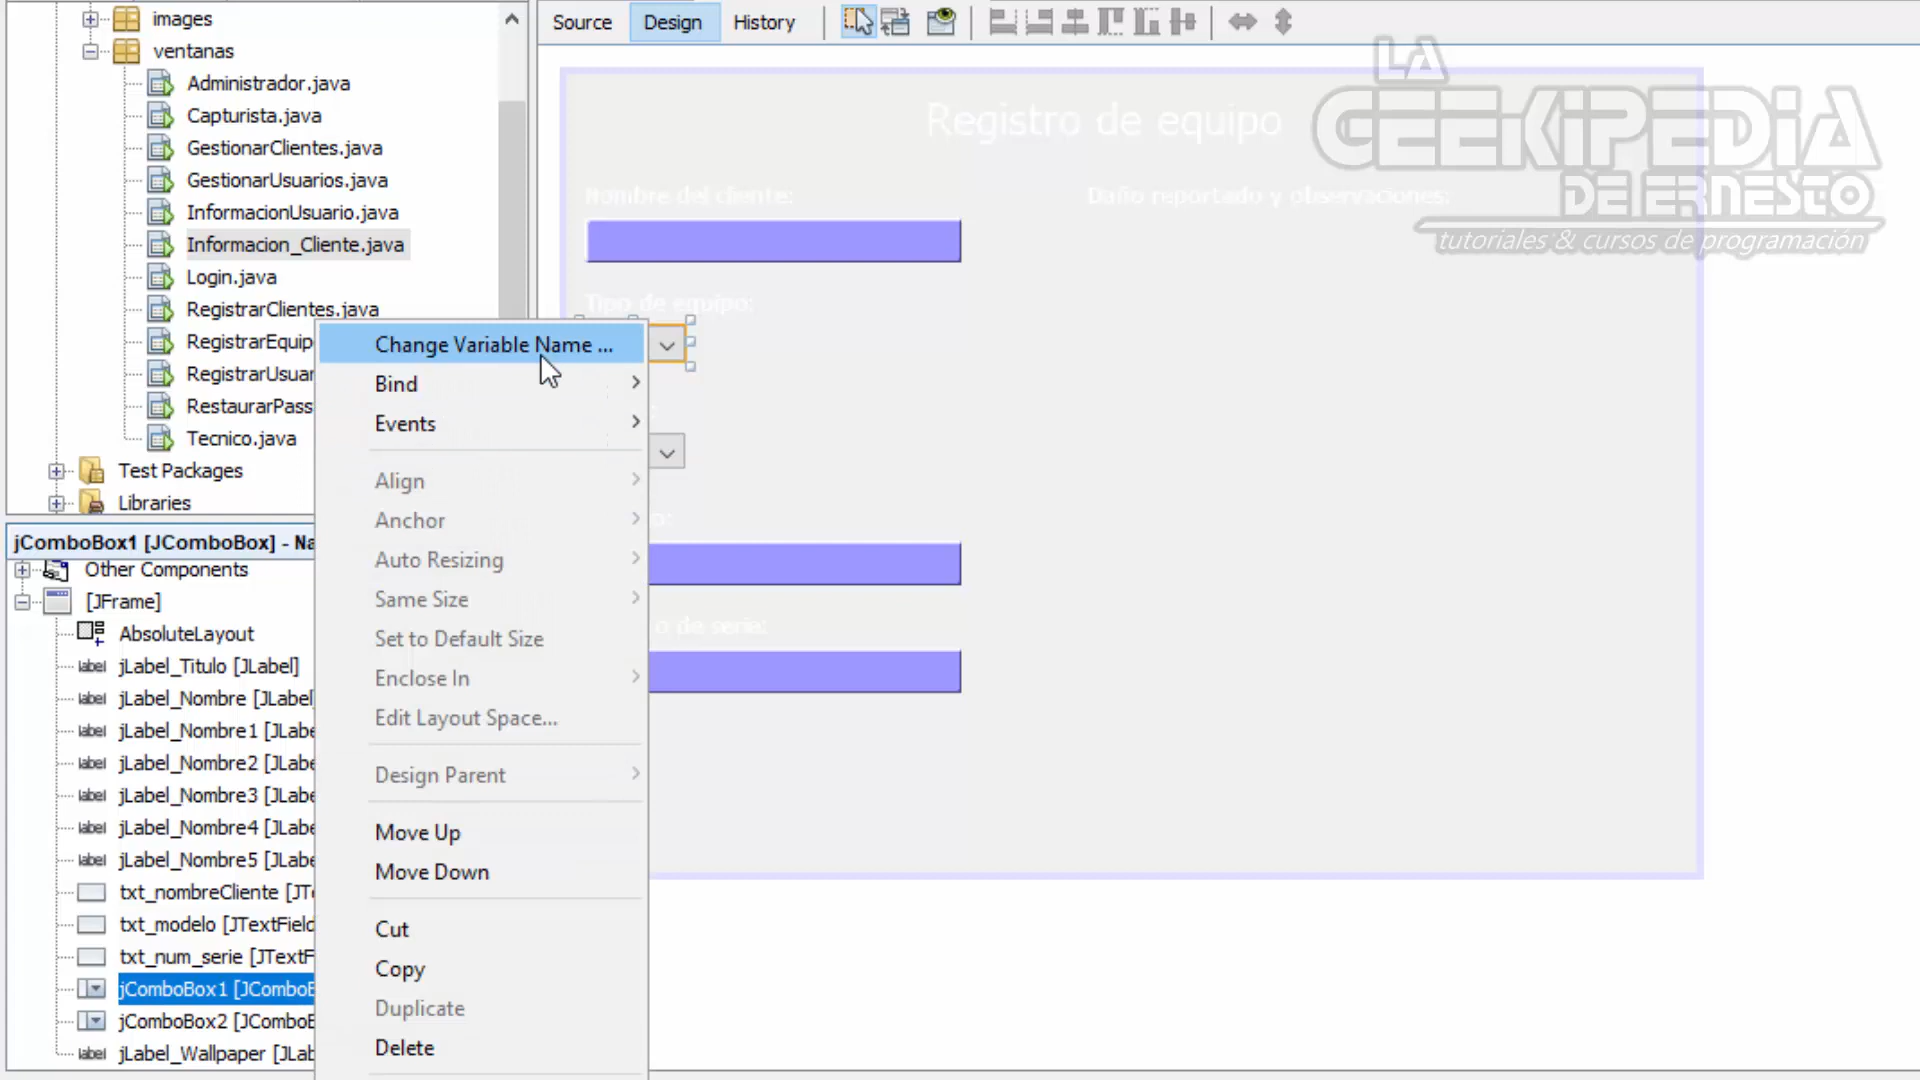 images
ventanas
Administrador.java
Capturista.java
GestionarClientes.java
GestionarUsuarios.java
InformacionUsuario.java
Informacion_Cliente.java
Login.java
RegistrarClientes.java
RegistrarEquip
RegistrarUsuar
RestaurarPass
Tecnico.java
Test Packages
Libraries
jComboBox1 [JComboBox] - Na
Other Components
[JFrame]
AbsoluteLayout
jLabel_Titulo [JLabel]
jLabel_Nombre [JLabel]
jLabel_Nombre1 [JLabe
jLabel_Nombre2 [JLabe
jLabel_Nombre3 [JLabe
jLabel_Nombre4 [JLabe
jLabel_Nombre5 [JLabe
txt_nombreCliente [JT
txt_modelo [JTextField
txt_num_serie [JTextF
jComboBox1 [JComboB
jComboBox2 [JComboB
jLabel_Wallpaper [JLab
Change Variable Name ...
Bind
Events
Align
Anchor
Auto Resizing
Same Size
Set to Default Size
Enclose In
Edit Layout Space...
Design Parent
Move Up
Move Down
Cut
Copy
Duplicate
Delete
Source Design History
Registro de equipo
Nombre del cliente:
Daño reportado y observaciones:
Tipo de equipo:
o:
o de serie:
LA
GEEKIPEDIA
DE ERNESTO
tutoriales & cursos de programación